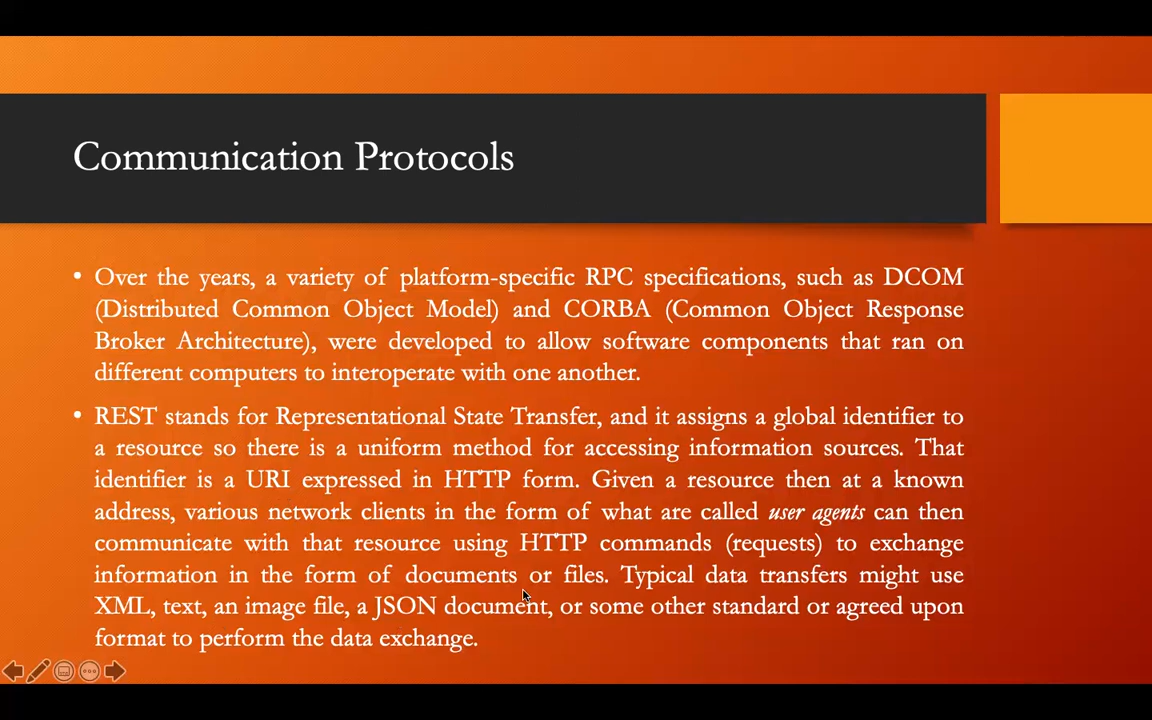 Communication Protocols
• Over the years, a variety of platform-specific RPC specifications, such as DCOM
(Distributed Common Object Model) and CORBA (Common Object Response
Broker Architecture), were developed to allow software components that ran on
different computers to interoperate with one another.
• REST stands for Representational State Transfer, and it assigns a global identifier to
a resource so there is a uniform method for accessing information sources. That
identifier is a URI expressed in HTTP form. Given a resource then at a known
address, various network clients in the form of what are called user agents can then
communicate with that resource using HTTP commands (requests) to exchange
information in the form of documents or files. Typical data transfers might use
XML, text, an image file, a JSON document, or some other standard or agreed upon
format to perform the data exchange.